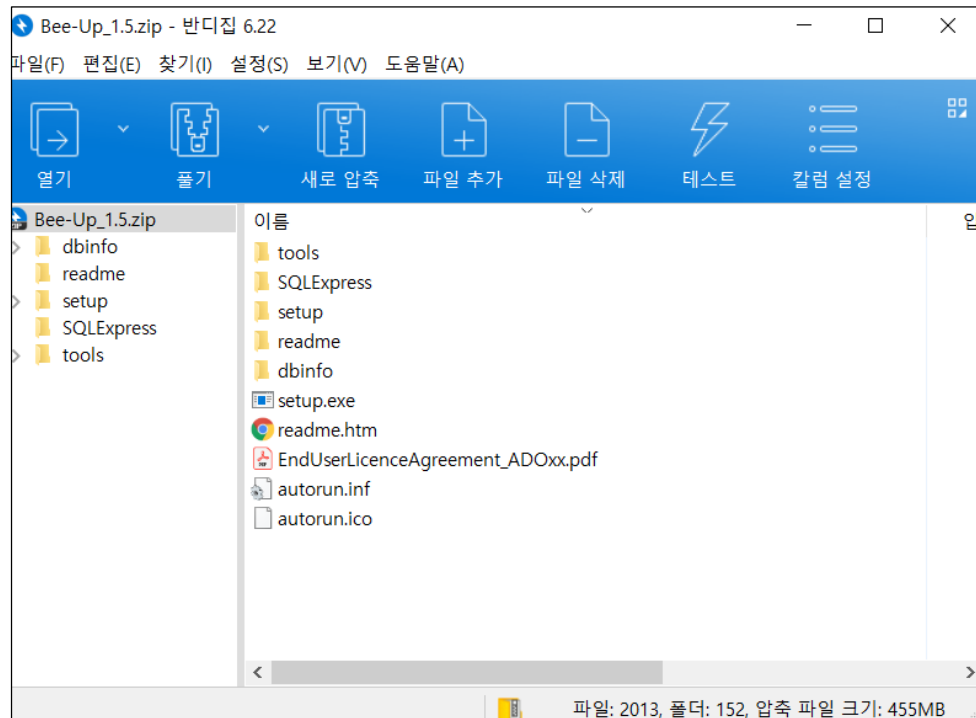 Bee-Up_1.5.zip - 반디집 6.22
파일(F) 편집(E) 찾기(I) 설정(S) 보기(V) 도움말(A)
열기 풀기 새로 압축 파일 추가 파일 삭제 테스트 칼럼 설정
Bee-Up_1.5.zip
dbinfo
readme
setup
SQLExpress
tools
이름
tools
SQLExpress
setup
readme
dbinfo
setup.exe
readme.htm
EndUserLicenceAgreement_ADOxx.pdf
autorun.inf
autorun.ico
파일: 2013, 폴더: 152, 압축 파일 크기: 455MB